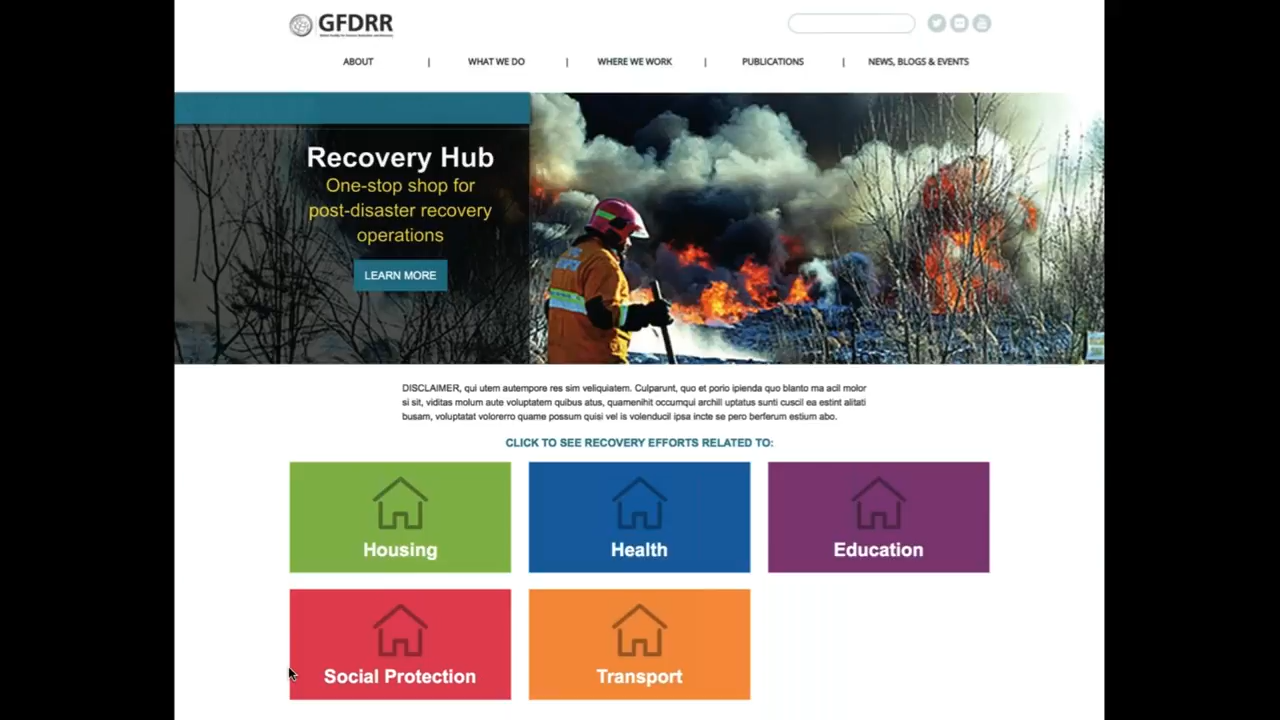 GFDRR
ABOUT | WHAT WE DO | WHERE WE WORK | PUBLICATIONS | NEWS, BLOGS & EVENTS
Recovery Hub
One-stop shop for
post-disaster recovery
operations
LEARN MORE
DISCLAIMER, qui utem autempore res sim veliquiatem. Culparunt, quo et porio ipienda quo blanto ma acil molor
si sit, viditas molum aute voluptatem quibus atus, quamenihit occumqui archill uptatus sunti cuscil ea estint alitati
busam, voluptatat volorerro quame possum quisi vel is volenducil ipsa incte se pero berferum estium abo.
CLICK TO SEE RECOVERY EFFORTS RELATED TO:
Housing
Health
Education
Social Protection
Transport